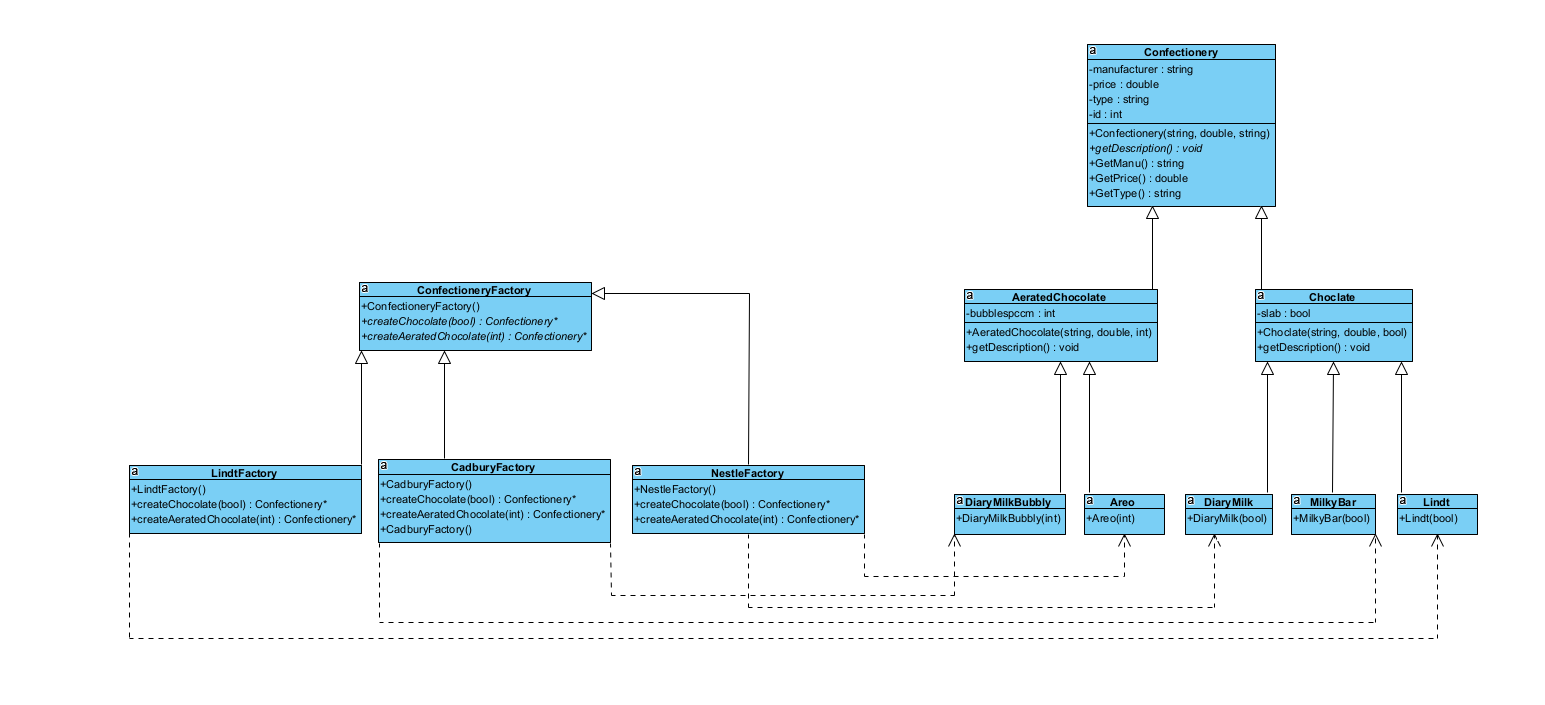 a Confectionery
-manufacturer : string
-price : double
-type : string
-id : int
+Confectionery(string, double, string)
+getDescription() : void
+GetManu() : string
+GetPrice() : double
+GetType() : string
a ConfectioneryFactory
+ConfectioneryFactory()
+createChocolate(bool) : Confectionery*
+createAeratedChocolate(int) : Confectionery*
a AeratedChocolate
-bubblespccm : int
+AeratedChocolate(string, double, int)
+getDescription() : void
a Choclate
-slab : bool
+Choclate(string, double, bool)
+getDescription() : void
a LindtFactory
+LindtFactory()
+createChocolate(bool) : Confectionery*
+createAeratedChocolate(int) : Confectionery*
a CadburyFactory
+CadburyFactory()
+createChocolate(bool) : Confectionery*
+createAeratedChocolate(int) : Confectionery*
+CadburyFactory()
a NestleFactory
+NestleFactory()
+createChocolate(bool) : Confectionery*
+createAeratedChocolate(int) : Confectionery*
a DiaryMilkBubbly
+DiaryMilkBubbly(int)
a Areo
+Areo(int)
a DiaryMilk
+DiaryMilk(bool)
a MilkyBar
+MilkyBar(bool)
a Lindt
+Lindt(bool)